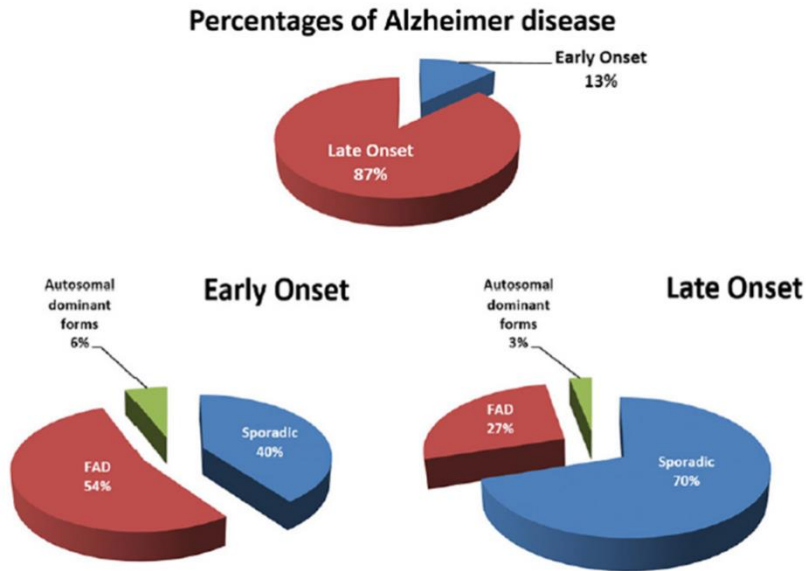 Percentages of Alzheimer disease
Early Onset
13%
Late Onset
87%
Autosomal
dominant
forms
6%
Early Onset
Sporadic
40%
FAD
54%
Autosomal
dominant
forms
3%
Late Onset
FAD
27%
Sporadic
70%